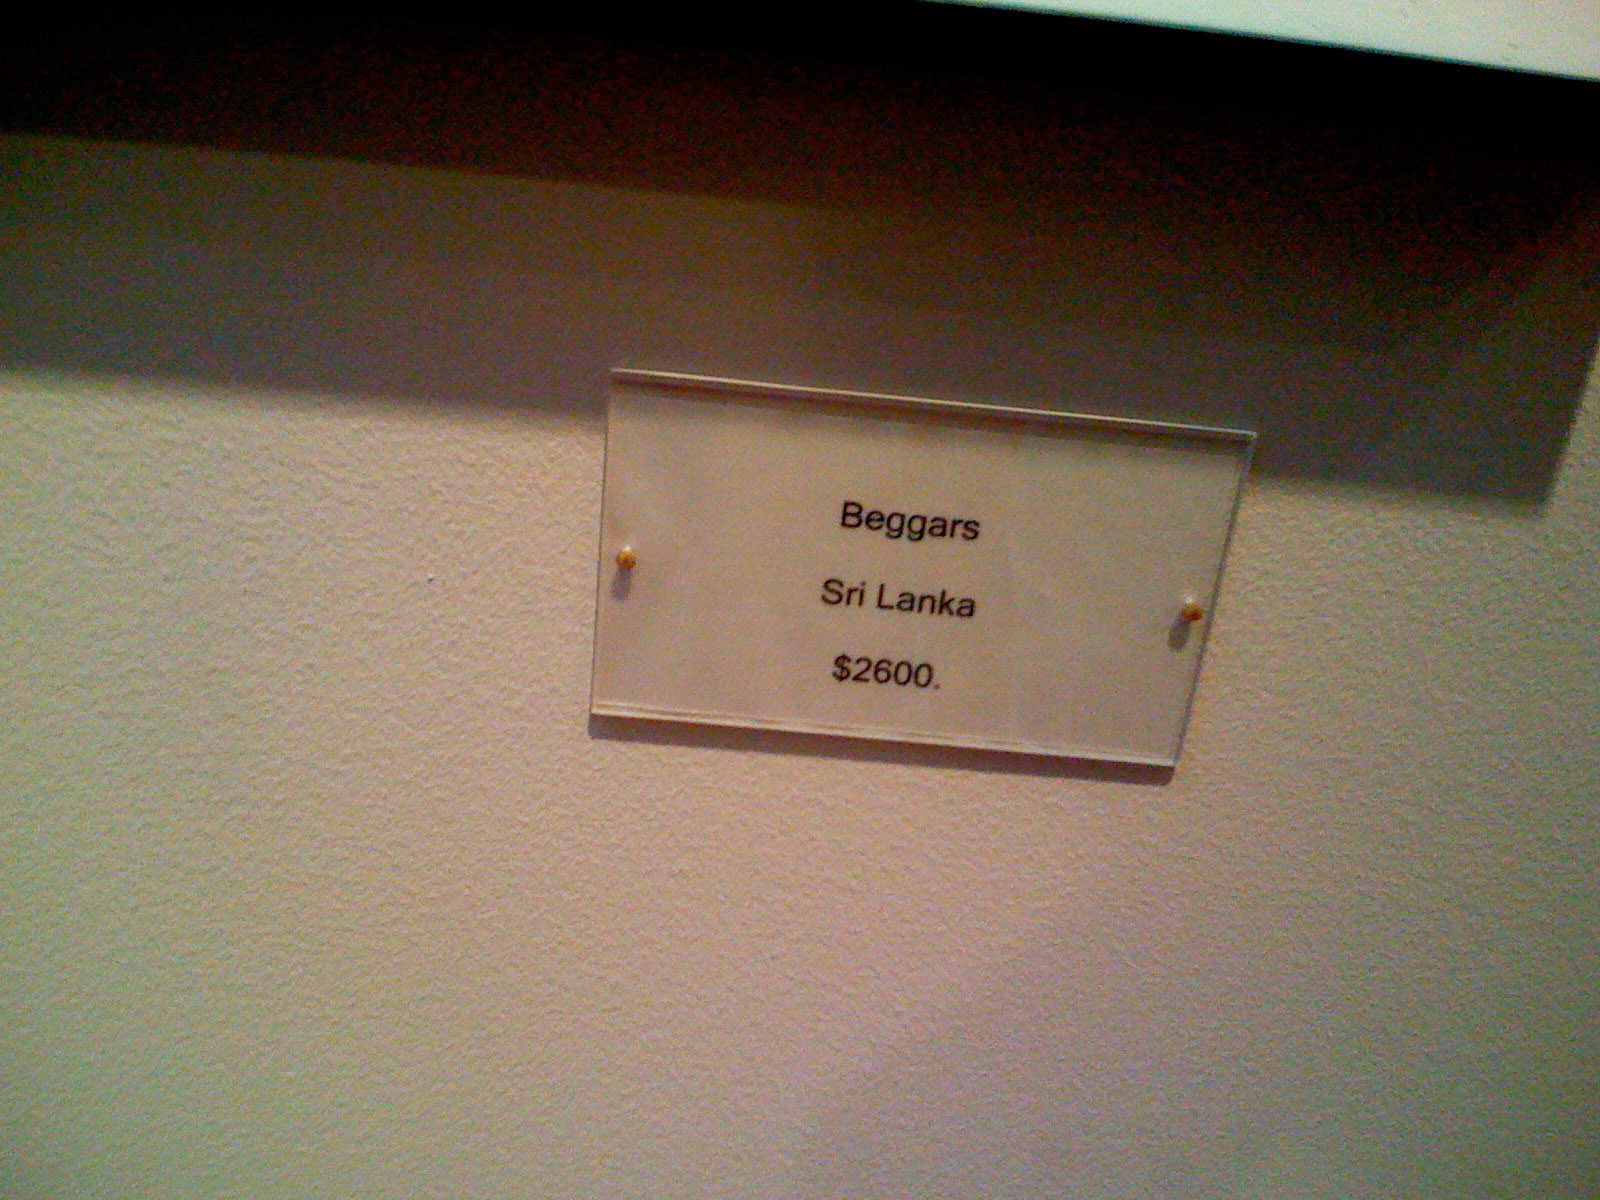 Beggars
Sri Lanka
$2600.